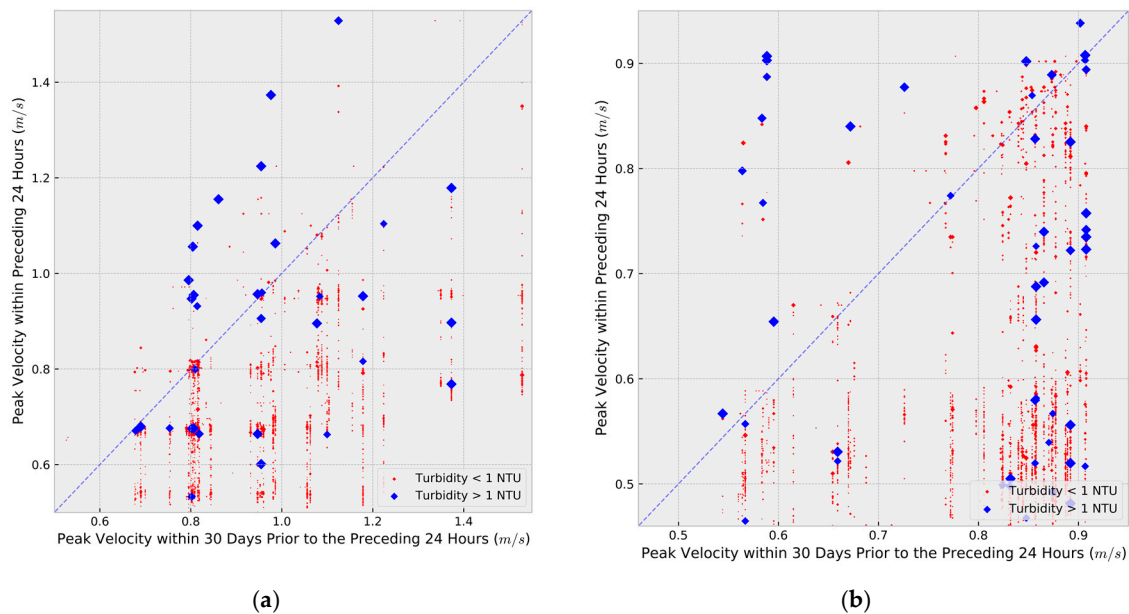 1.4
1.2
1.0
0.8
0.6
Peak Velocity within Preceding 24 Hours (m/s)
Turbidity < 1 NTU
Turbidity > 1 NTU
0.6 0.8 1.0 1.2 1.4
Peak Velocity within 30 Days Prior to the Preceding 24 Hours (m/s)
(a)
0.9
0.8
0.7
0.6
0.5
Peak Velocity within Preceding 24 Hours (m/s)
Turbidity < 1 NTU
Turbidity > 1 NTU
0.5 0.6 0.7 0.8 0.9
Peak Velocity within 30 Days Prior to the Preceding 24 Hours (m/s)
(b)